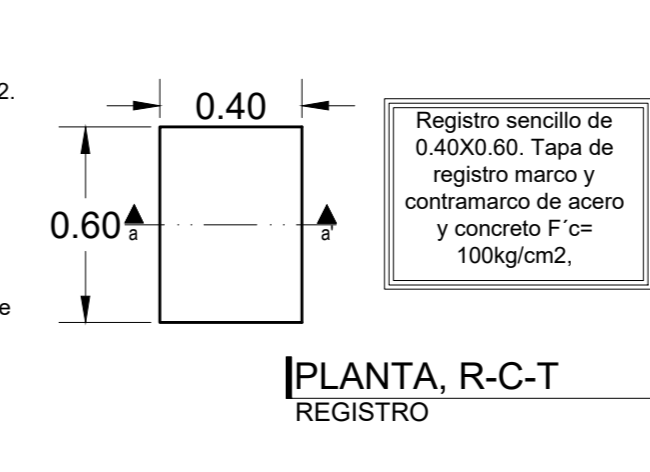 2.
0.40
Registro sencillo de
0.40X0.60. Tapa de
registro marco y
contramarco de acero
y concreto F´c=
100kg/cm2,
0.60
a
a'
e
PLANTA, R-C-T
REGISTRO